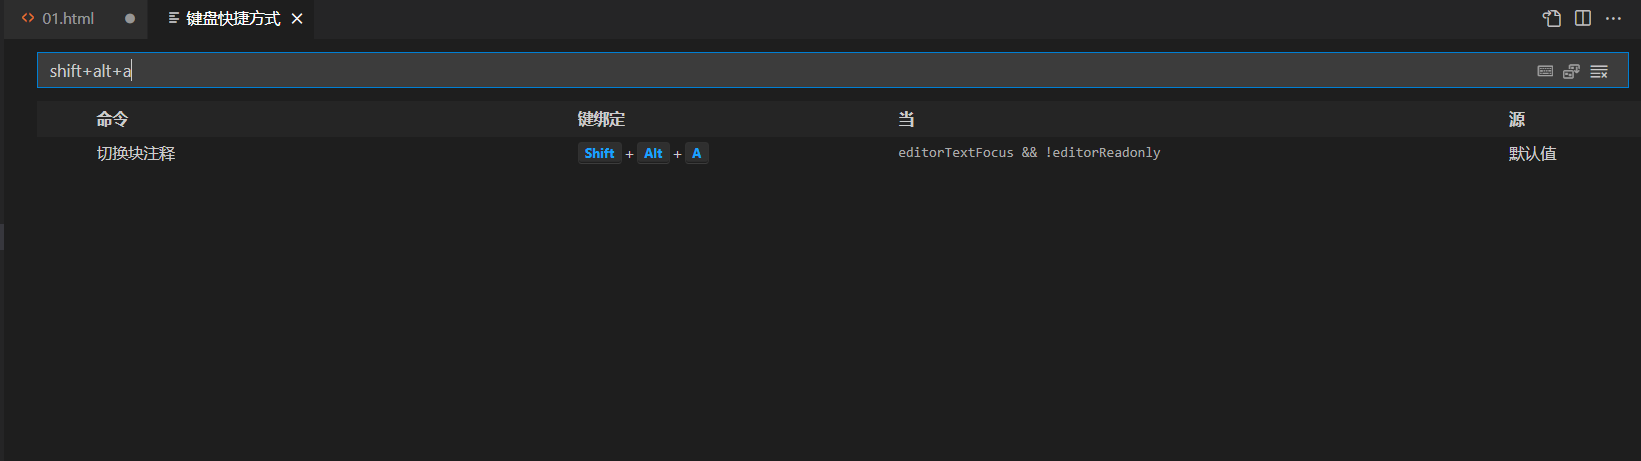 01.html 键盘快捷方式
shift+alt+a
命令 键绑定 当 源
切换块注释 Shift + Alt + A editorTextFocus && !editorReadonly 默认值